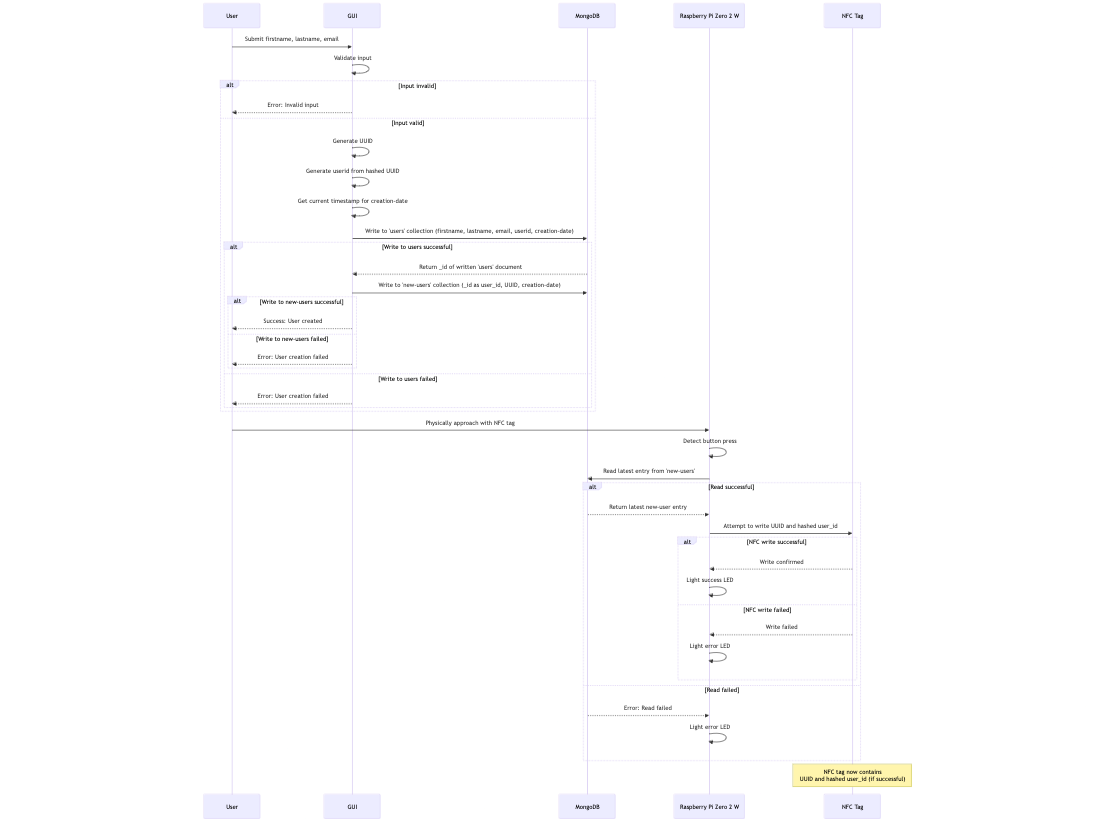 User
GUI
MongoDB
Raspberry Pi Zero 2 W
NFC Tag
Submit firstname, lastname, email
Validate input
alt
[Input invalid]
Error: Invalid input
[Input valid]
Generate UUID
Generate userid from hashed UUID
Get current timestamp for creation-date
Write to 'users' collection (firstname, lastname, email, userid, creation-date)
alt
[Write to users successful]
Return _id of written 'users' document
Write to 'new-users' collection (_id as user_id, UUID, creation-date)
alt
[Write to new-users successful]
Success: User created
[Write to new-users failed]
Error: User creation failed
[Write to users failed]
Error: User creation failed
Physically approach with NFC tag
Detect button press
Read latest entry from 'new-users'
alt
[Read successful]
Return latest new-user entry
Attempt to write UUID and hashed user_id
alt
[NFC write successful]
Write confirmed
Light success LED
[NFC write failed]
Write failed
Light error LED
[Read failed]
Error: Read failed
Light error LED
NFC tag now contains
UUID and hashed user_id (if successful)
User
GUI
MongoDB
Raspberry Pi Zero 2 W
NFC Tag